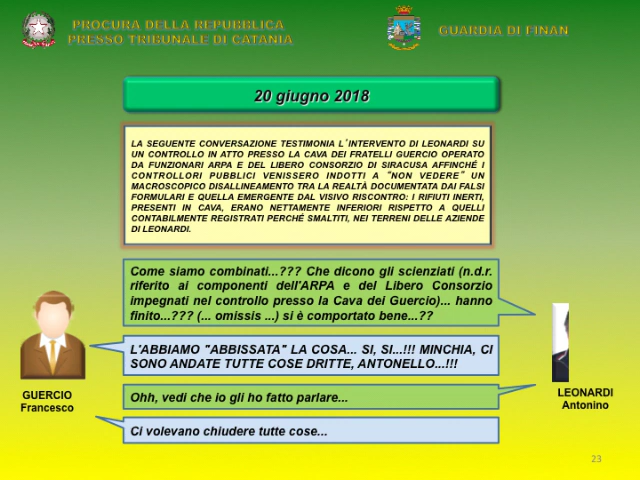 PROCURA DELLA REPUBBLICA
PRESSO TRIBUNALE DI CATANIA
GUARDIA DI FINAN
20 giugno 2018
LA SEGUENTE CONVERSAZIONE TESTIMONIA L'INTERVENTO DI LEONARDI SU
UN CONTROLLO IN ATTO PRESSO LA CAVA DEI FRATELLI GUERCIO OPERATO
DA FUNZIONARI ARPA E DEL LIBERO CONSORZIO DI SIRACUSA AFFINCHÉ I
CONTROLLORI PUBBLICI VENISSERO INDOTTI A "NON VEDERE" UN
MACROSCOPICO DISALLINEAMENTO TRA LA REALTÀ DOCUMENTATA DAI FALSI
FORMULARI E QUELLA EMERGENTE DAL VISIVO RISCONTRO: I RIFIUTI INERTI,
PRESENTI IN CAVA, ERANO NETTAMENTE INFERIORI RISPETTO A QUELLI
CONTABILMENTE REGISTRATI PERCHÉ SMALTITI, NEI TERRENI DELLE AZIENDE
DI LEONARDI.
Come siamo combinati...??? Che dicono gli scienziati (n.d.r.
riferito ai componenti dell'ARPA e del Libero Consorzio
impegnati nel controllo presso la Cava dei Guercio)... hanno
finito...??? (... omissis ...) si è comportato bene...??
L'ABBIAMO "ABBISSATA" LA COSA... SI, SI...!!! MINCHIA, CI
SONO ANDATE TUTTE COSE DRITTE, ANTONELLO...!!!
GUERCIO
Francesco
LEONARDI
Antonino
Ohh, vedi che io gli ho fatto parlare...
Ci volevano chiudere tutte cose...
23